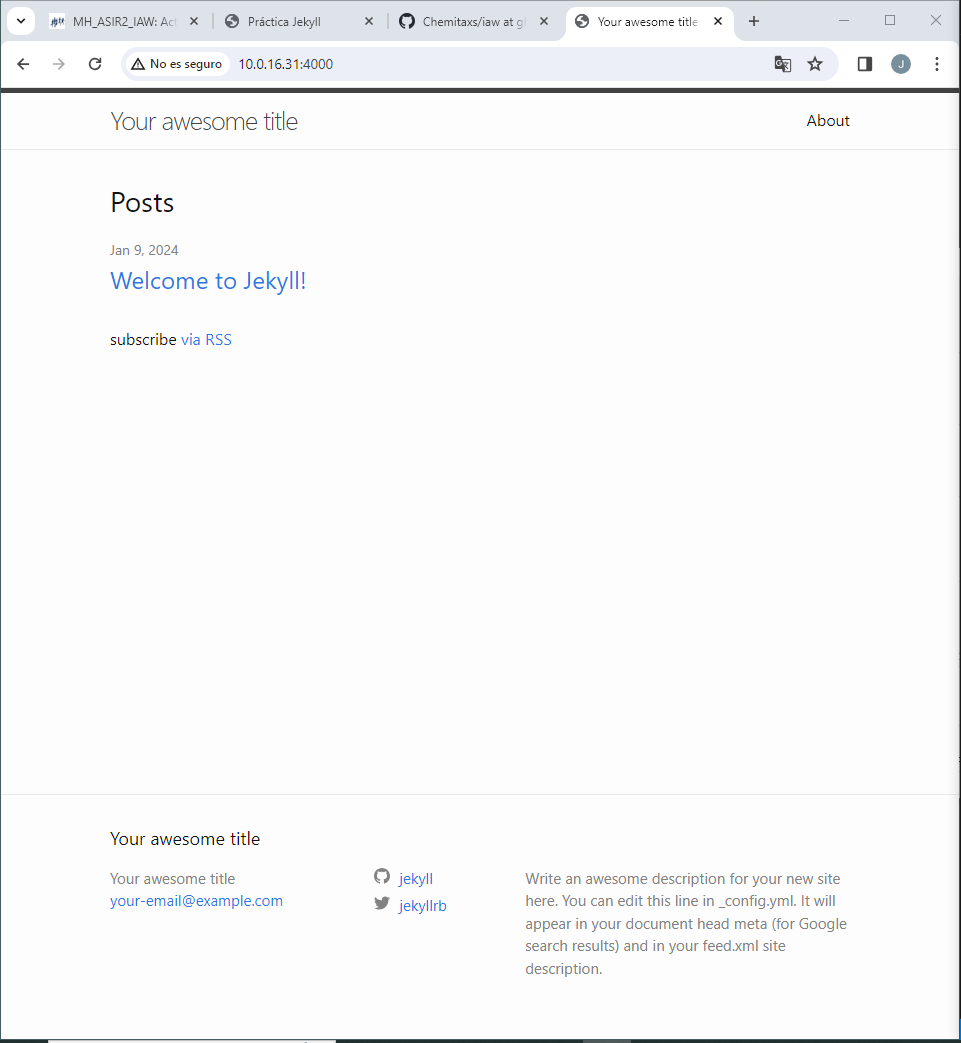 MH_ASIR2_IAW: Act
Práctica Jekyll
Chemitaxs/iaw at gi
Your awesome title
No es seguro
10.0.16.31:4000
J
Your awesome title
About
Posts
Jan 9, 2024
Welcome to Jekyll!
subscribe via RSS
Your awesome title
Your awesome title
your-email@example.com
jekyll
jekyllrb
Write an awesome description for your new site
here. You can edit this line in _config.yml. It will
appear in your document head meta (for Google
search results) and in your feed.xml site
description.